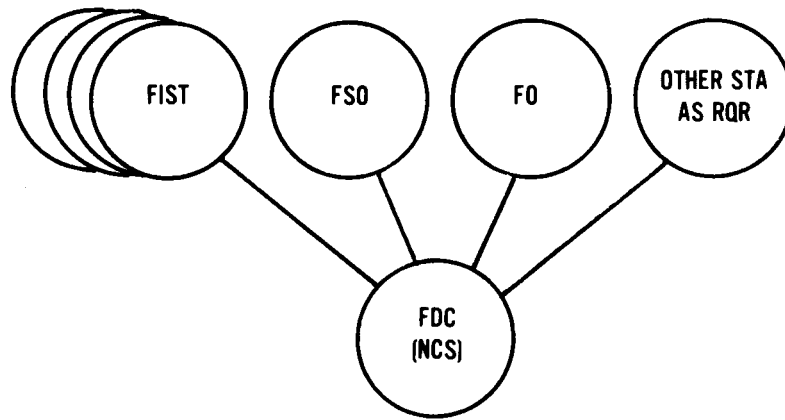 FIST
FSO
FO
OTHER STA
AS RQR
FDC
(NCS)